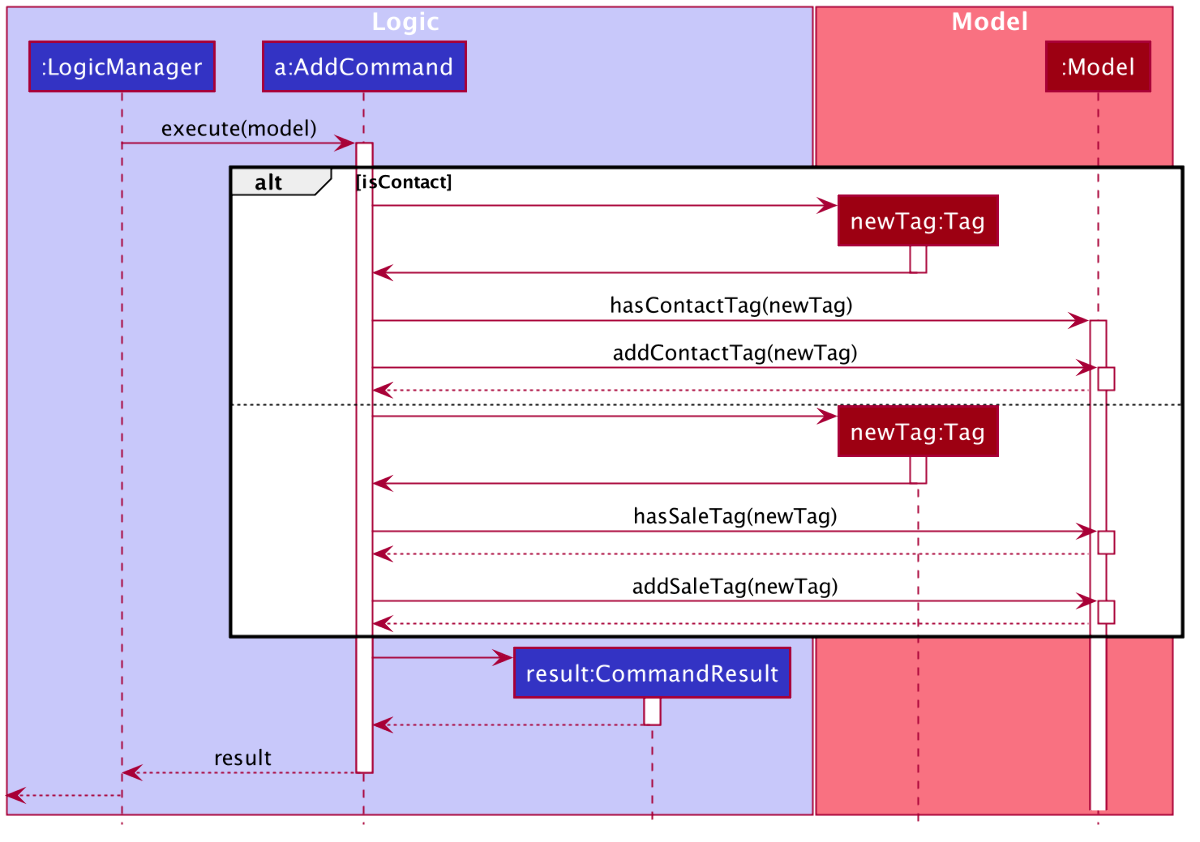 Logic
Model
:LogicManager
a:AddCommand
:Model
execute(model)
alt
[isContact]
newTag:Tag
hasContactTag(newTag)
addContactTag(newTag)
newTag:Tag
hasSaleTag(newTag)
addSaleTag(newTag)
result:CommandResult
result